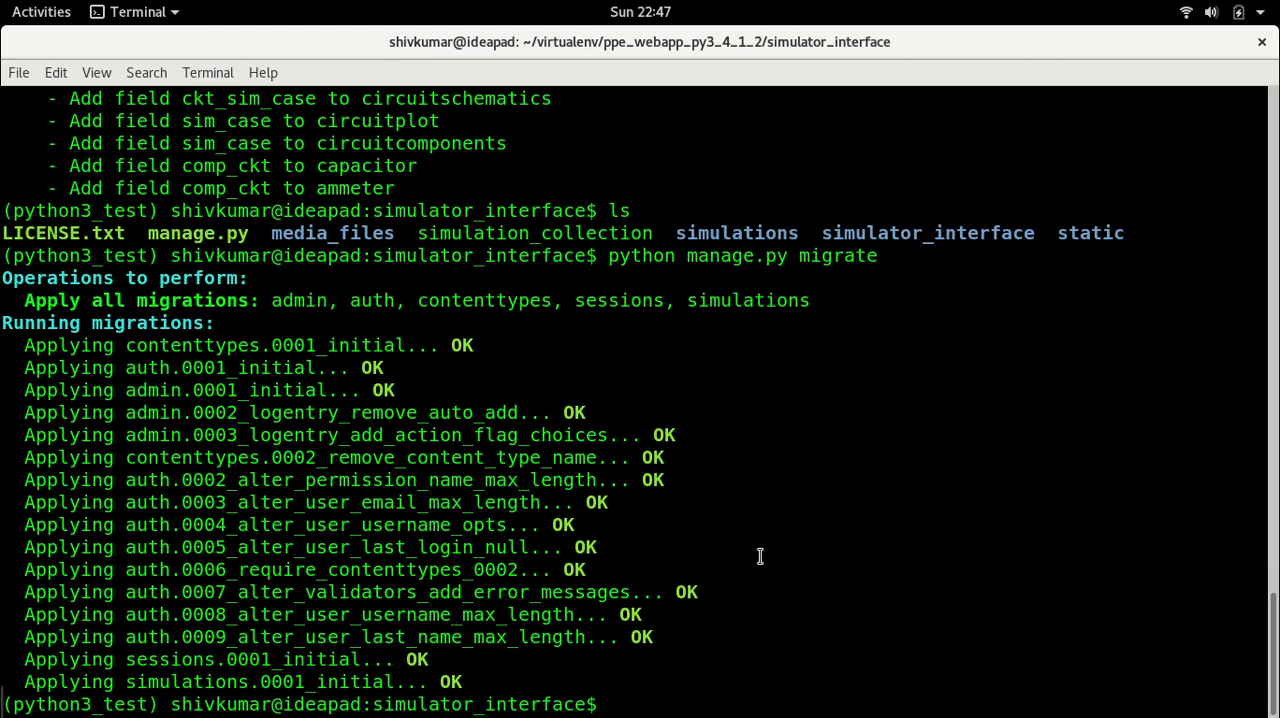 Activities Terminal Sun 22:47
shivkumar@ideapad: ~/virtualenv/ppe_webapp_py3_4_1_2/simulator_interface ×
File Edit View Search Terminal Help
- Add field ckt_sim_case to circuitschematics
- Add field sim_case to circuitplot
- Add field sim_case to circuitcomponents
- Add field comp_ckt to capacitor
- Add field comp_ckt to ammeter
(python3_test) shivkumar@ideapad:simulator_interface$ ls
LICENSE.txt manage.py media_files simulation_collection simulations simulator_interface static
(python3_test) shivkumar@ideapad:simulator_interface$ python manage.py migrate
Operations to perform:
Apply all migrations: admin, auth, contenttypes, sessions, simulations
Running migrations:
Applying contenttypes.0001_initial... OK
Applying auth.0001_initial... OK
Applying admin.0001_initial... OK
Applying admin.0002_logentry_remove_auto_add... OK
Applying admin.0003_logentry_add_action_flag_choices... OK
Applying contenttypes.0002_remove_content_type_name... OK
Applying auth.0002_alter_permission_name_max_length... OK
Applying auth.0003_alter_user_email_max_length... OK
Applying auth.0004_alter_user_username_opts... OK
Applying auth.0005_alter_user_last_login_null... OK
Applying auth.0006_require_contenttypes_0002... OK
Applying auth.0007_alter_validators_add_error_messages... OK
Applying auth.0008_alter_user_username_max_length... OK
Applying auth.0009_alter_user_last_name_max_length... OK
Applying sessions.0001_initial... OK
Applying simulations.0001_initial... OK
(python3_test) shivkumar@ideapad:simulator_interface$